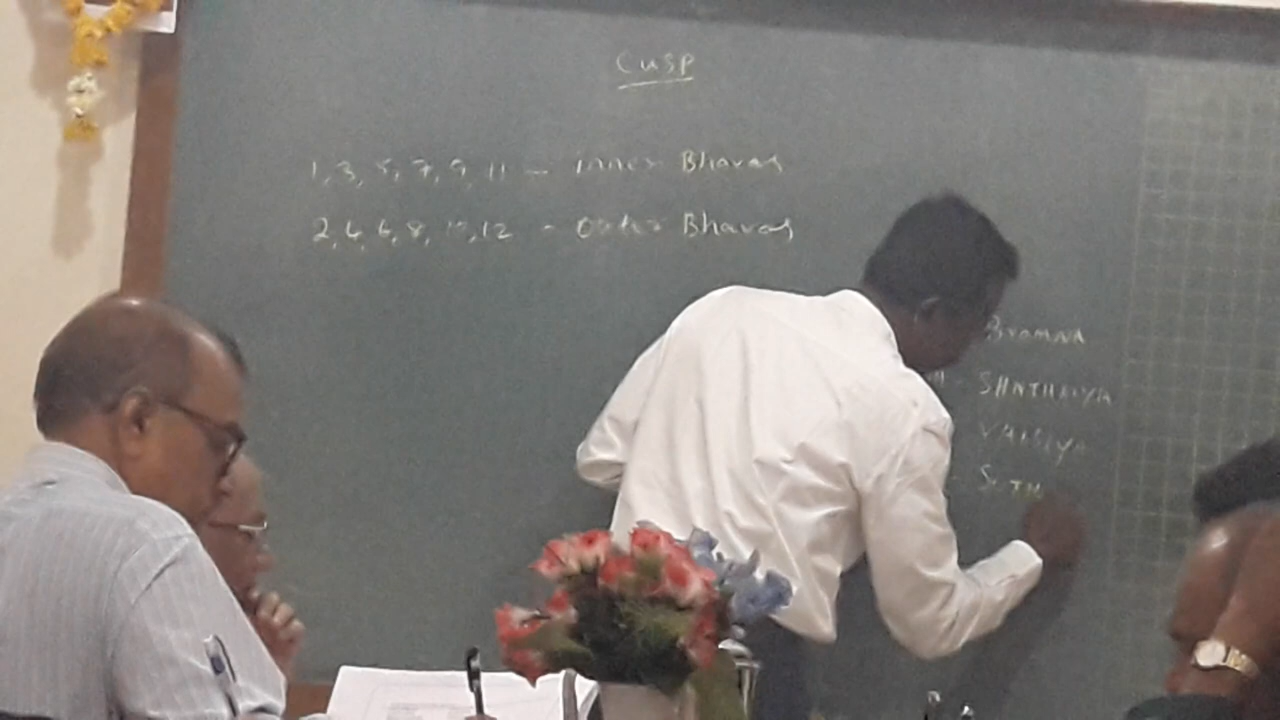 Cusp
1, 3, 5, 7, 9, 11 - inner Bhavas
2, 4, 6, 8, 10, 12 - Outer Bhavas
Bramna
SHATHRIYA
VAISIYA